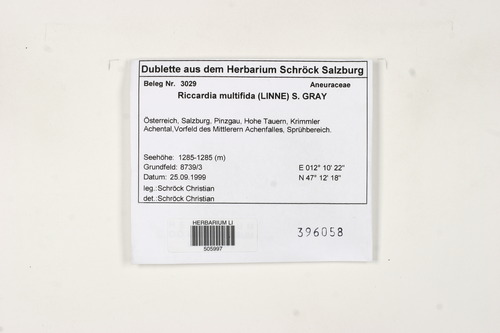 Dublette aus dem Herbarium Schröck Salzburg
Beleg Nr. 3029 Aneuraceae
Riccardia multifida (LINNE) S. GRAY
Österreich, Salzburg, Pinzgau, Hohe Tauern, Krimmler
Achental,Vorfeld des Mittlerern Achenfalles, Sprühbereich.
Seehöhe: 1285-1285 (m)
Grundfeld: 8739/3 E 012° 10' 22"
Datum: 25.09.1999 N 47° 12' 18"
leg.:Schröck Christian
det.:Schröck Christian
HERBARIUM LI
505997
396058